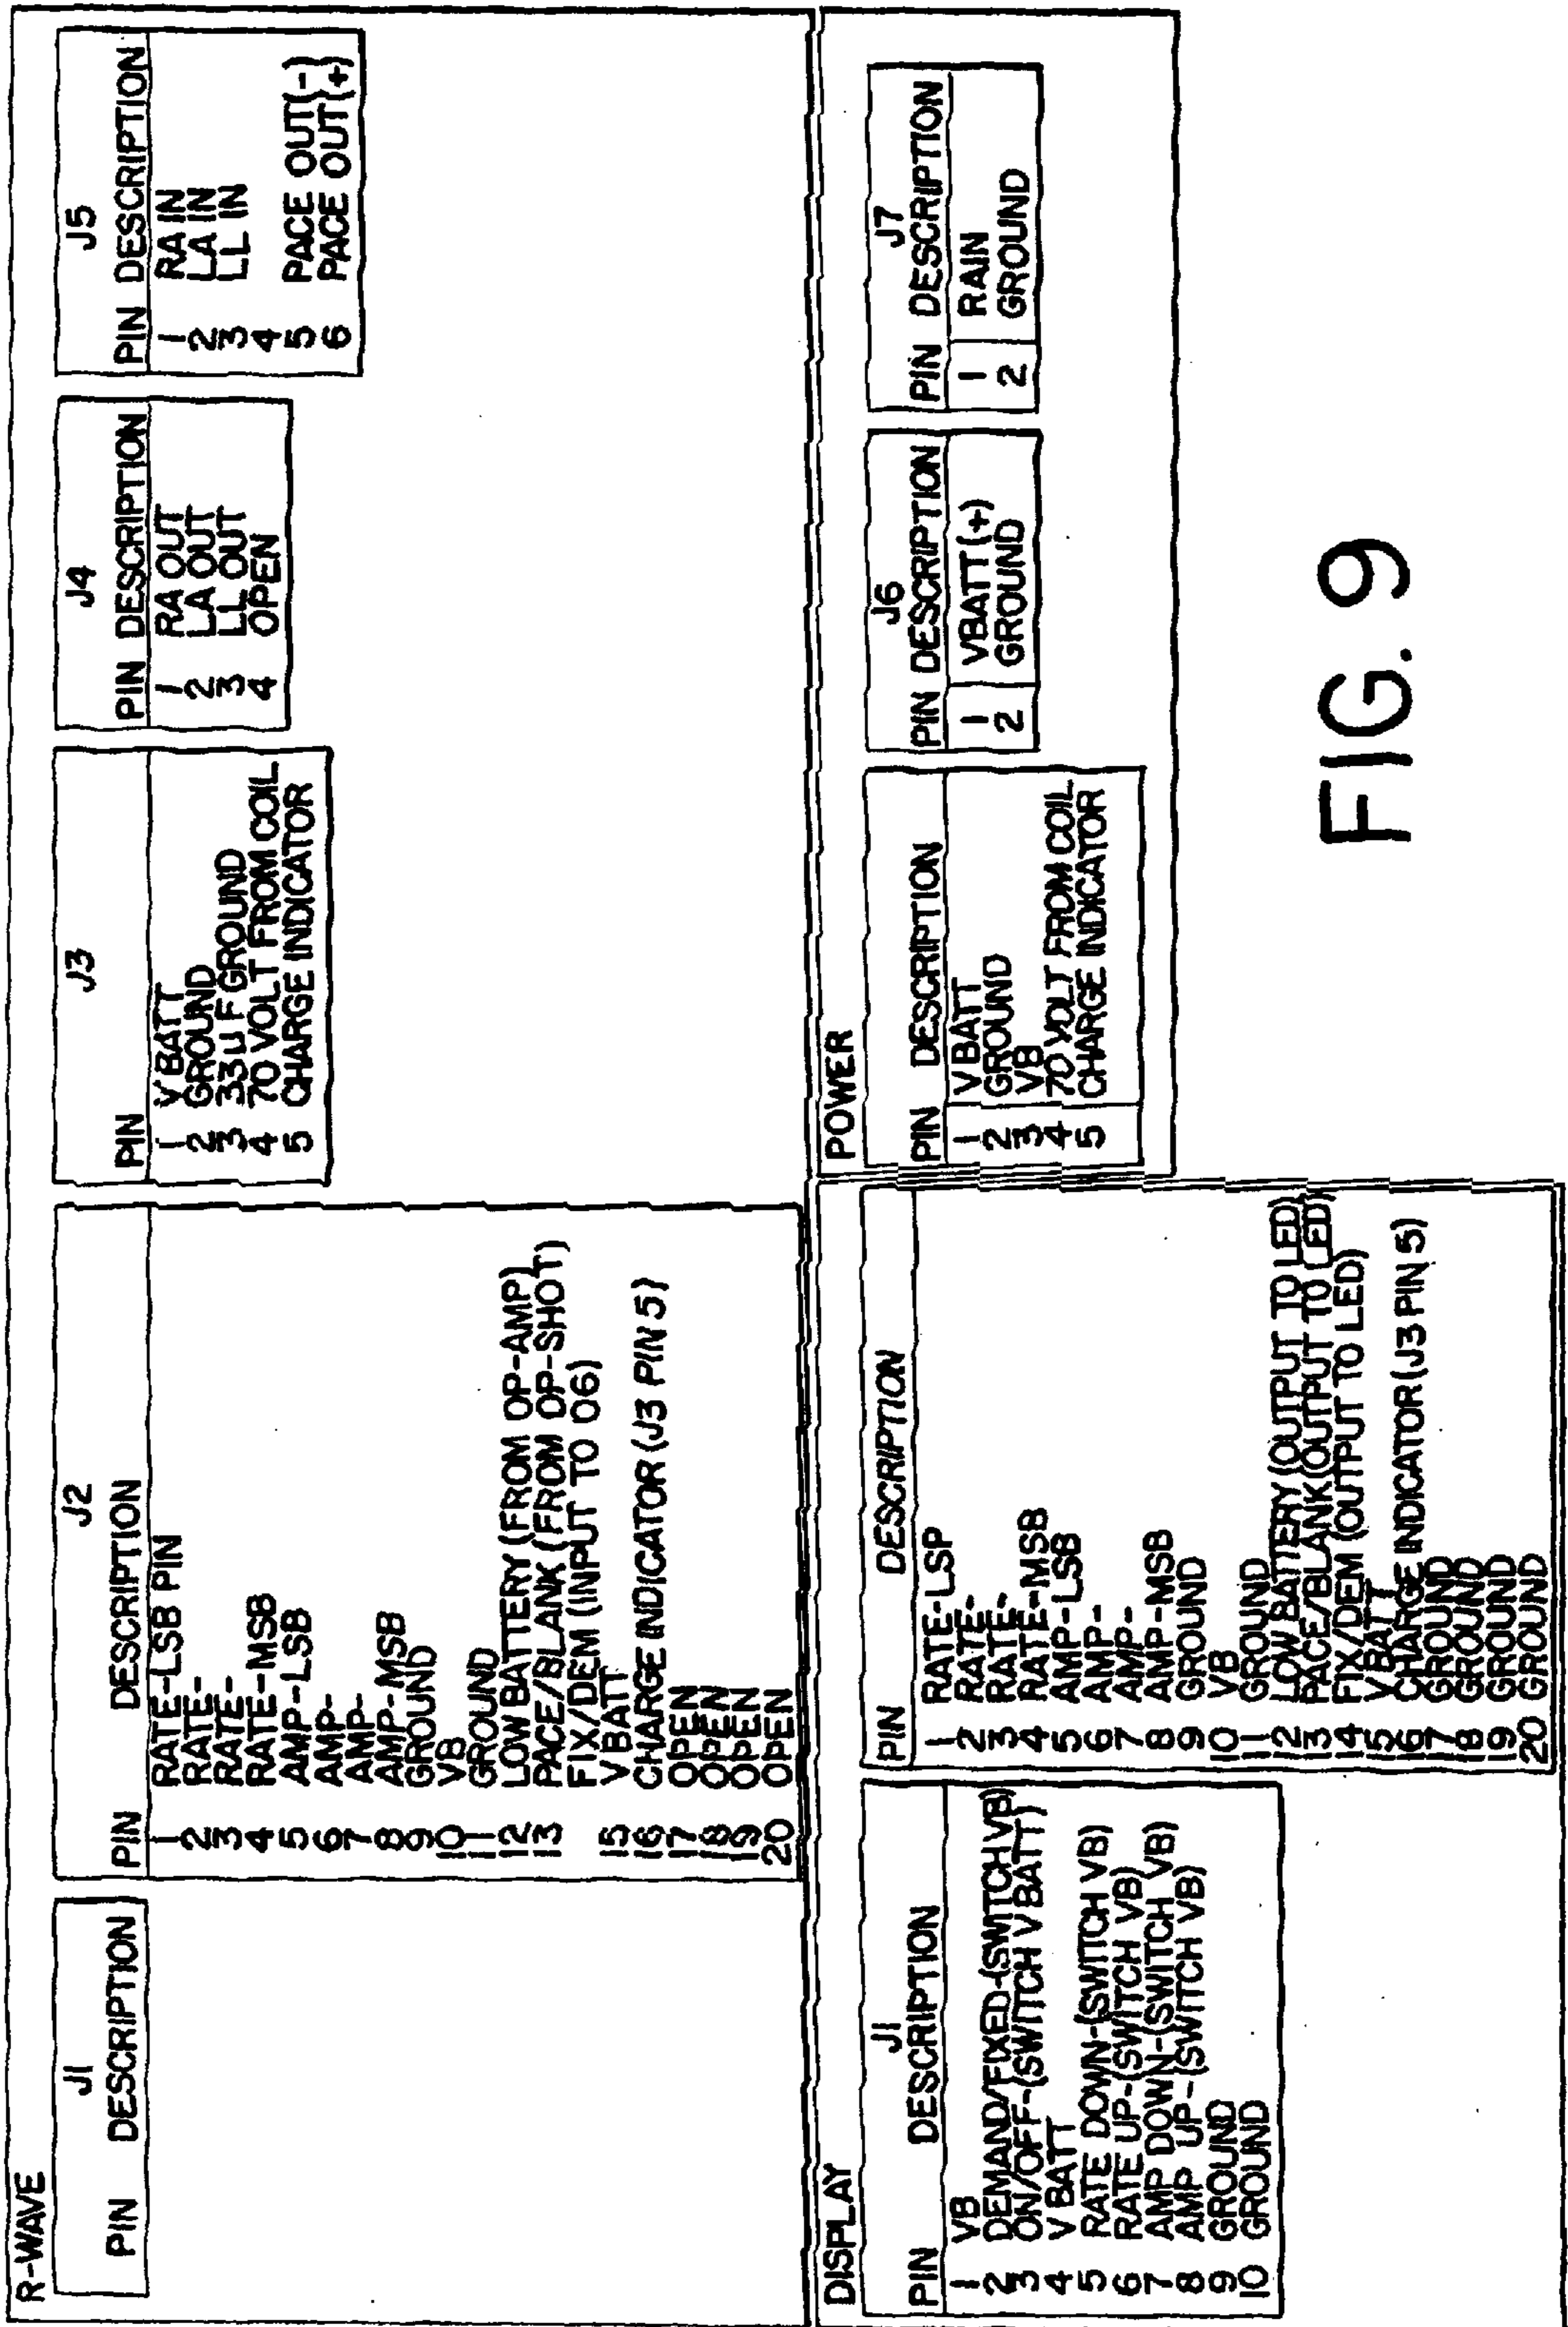 R-WAVE
J1
PIN DESCRIPTION
J2
PIN DESCRIPTION
1 RATE-LSB PIN
2 RATE-
3 RATE-
4 RATE-MSB
5 AMP-LSB
6 AMP-
7 AMP-
8 AMP-MSB
9 GROUND
10 VB
11 GROUND
12 LOW BATTERY (FROM OP-AMP)
13 PACE/BLANK (FROM OP-SHOT)
FIX/DEM (INPUT TO 06)
15 V BATT
16 CHARGE INDICATOR (J3 PIN 5)
17 OPEN
18 OPEN
19 OPEN
20 OPEN
J3
PIN
1 V BATT
2 GROUND
3 33U F GROUND
4 70 VOLT FROM COIL
5 CHARGE INDICATOR
J4
PIN DESCRIPTION
1 RA OUT
2 LA OUT
3 LL OUT
4 OPEN
J5
PIN DESCRIPTION
1 RA IN
2 LA IN
3 LL IN
4
5 PACE OUT(-)
6 PACE OUT(+)
DISPLAY
J1
PIN DESCRIPTION
1 VB
2 DEMAND/FIXED-(SWITCH VB)
3 ON/OFF-(SWITCH V BATT)
4 V BATT
5 RATE DOWN-(SWITCH VB)
6 RATE UP-(SWITCH VB)
7 AMP DOWN-(SWITCH VB)
8 AMP UP-(SWITCH VB)
9 GROUND
10 GROUND
PIN DESCRIPTION
1 RATE-LSP
2 RATE-
3 RATE-
4 RATE-MSB
5 AMP-LSB
6 AMP-
7 AMP-
8 AMP-MSB
9 GROUND
10 VB
11 GROUND
12 LOW BATTERY (OUTPUT TO LED)
13 PACE/BLANK (OUTPUT TO LED)
14 FIX/DEM (OUTPUT TO LED)
15 V BATT
16 CHARGE INDICATOR (J3 PIN 5)
17 GROUND
18 GROUND
19 GROUND
20 GROUND
POWER
PIN DESCRIPTION
1 V BATT
2 GROUND
3 VB
4 70 VOLT FROM COIL
5 CHARGE INDICATOR
J6
PIN DESCRIPTION
1 VBATT(+)
2 GROUND
J7
PIN DESCRIPTION
1 RAIN
2 GROUND
FIG. 9